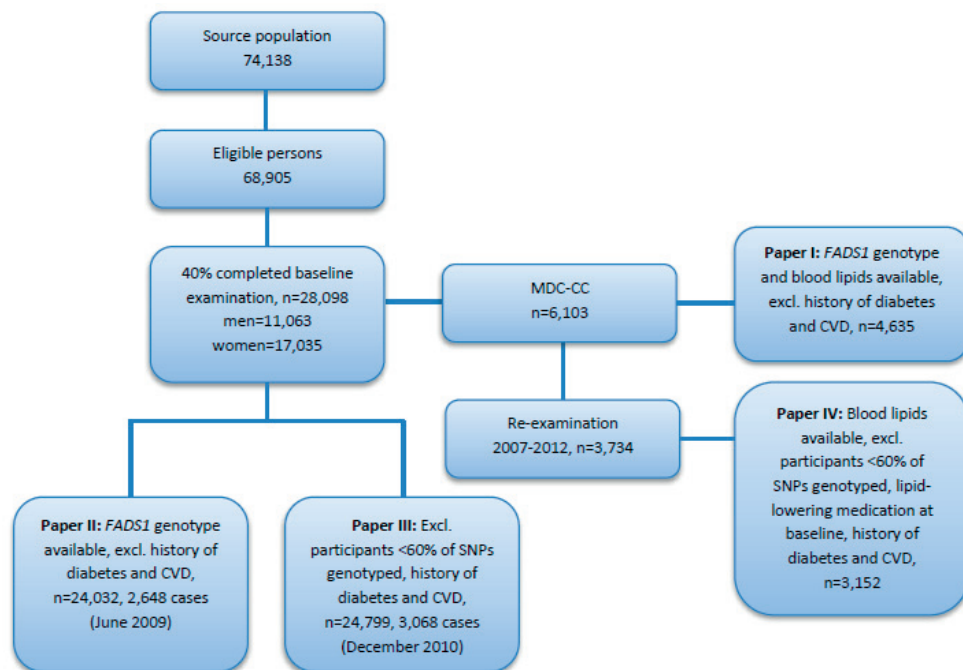 Source population
74,138
Eligible persons
68,905
40% completed baseline
examination, n=28,098
men=11,063
women=17,035
MDC-CC
n=6,103
Paper I: FADS1 genotype
and blood lipids available,
excl. history of diabetes
and CVD, n=4,635
Re-examination
2007-2012, n=3,734
Paper IV: Blood lipids
available, excl.
participants <60% of
SNPs genotyped, lipid-
lowering medication at
baseline, history of
diabetes and CVD,
n=3,152
Paper II: FADS1 genotype
available, excl. history of
diabetes and CVD,
n=24,032, 2,648 cases
(June 2009)
Paper III: Excl.
participants <60% of SNPs
genotyped, history of
diabetes and CVD,
n=24,799, 3,068 cases
(December 2010)